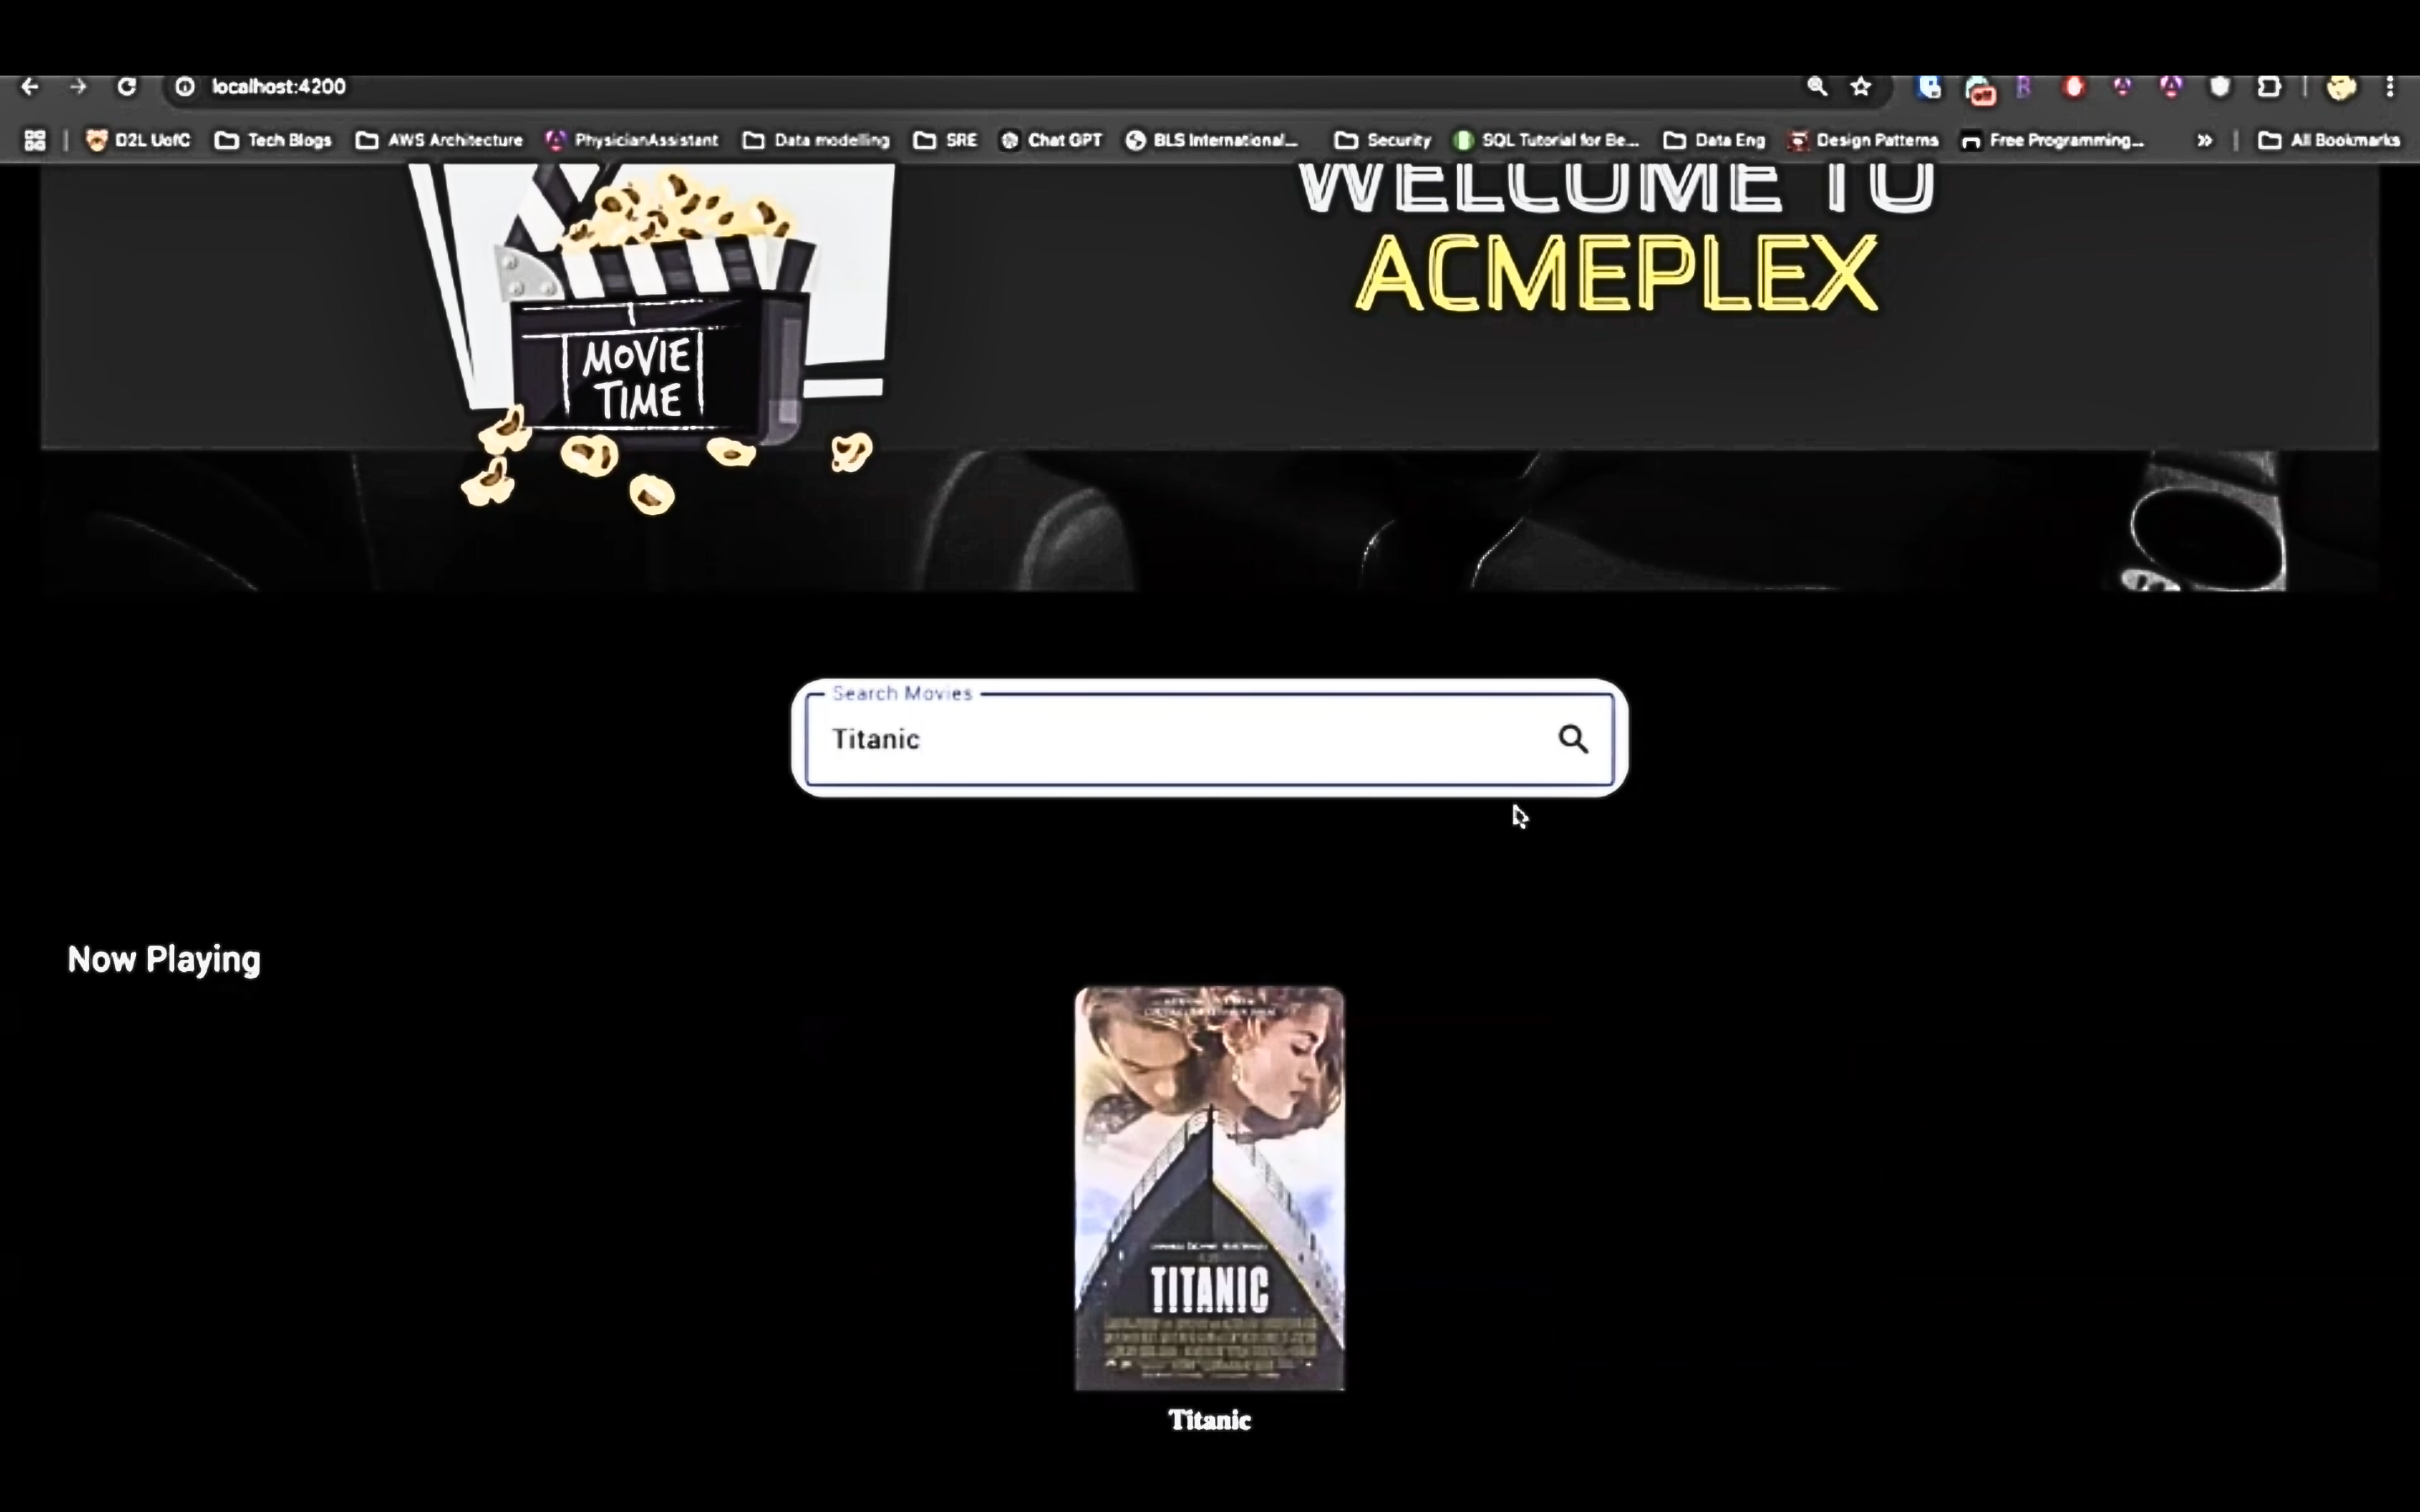 localhost:4200
D2L UofC Tech Blogs AWS Architecture PhysicianAssistant Data modelling SRE Chat GPT BLS International... Security SQL Tutorial for Be... Data Eng Design Patterns Free Programming... All Bookmarks
WELCOME TO
ACMEPLEX
MOVIE
TIME
Search Movies
Titanic
Now Playing
TITANIC
Titanic